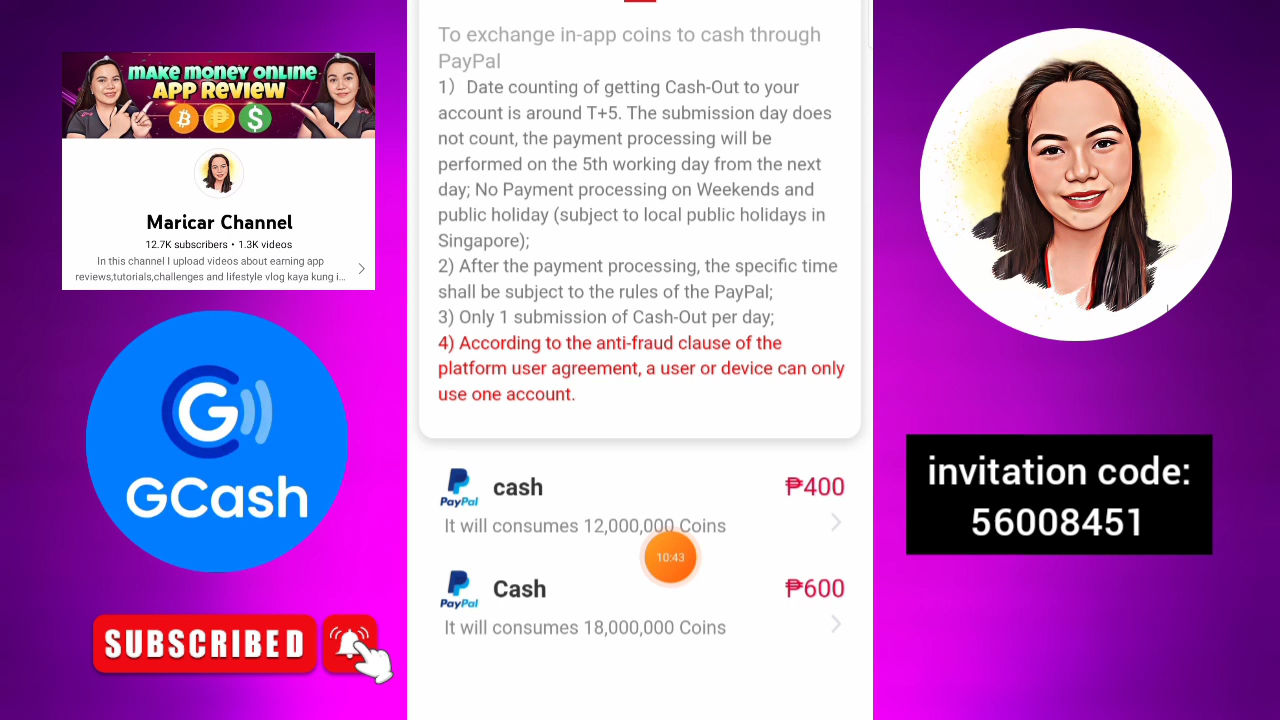 MAKE MONEY ONLINE
APP REVIEW
Maricar Channel
12.7K subscribers • 1.3K videos
In this channel I upload videos about earning app
reviews,tutorials,challenges and lifestyle vlog kaya kung i...
G
GCash
SUBSCRIBED
To exchange in-app coins to cash through
PayPal
1) Date counting of getting Cash-Out to your
account is around T+5. The submission day does
not count, the payment processing will be
performed on the 5th working day from the next
day; No Payment processing on Weekends and
public holiday (subject to local public holidays in
Singapore);
2) After the payment processing, the specific time
shall be subject to the rules of the PayPal;
3) Only 1 submission of Cash-Out per day;
4) According to the anti-fraud clause of the
platform user agreement, a user or device can only
use one account.
PayPal cash ₱400
It will consumes 12,000,000 Coins
10:43
PayPal Cash ₱600
It will consumes 18,000,000 Coins
invitation code:
56008451